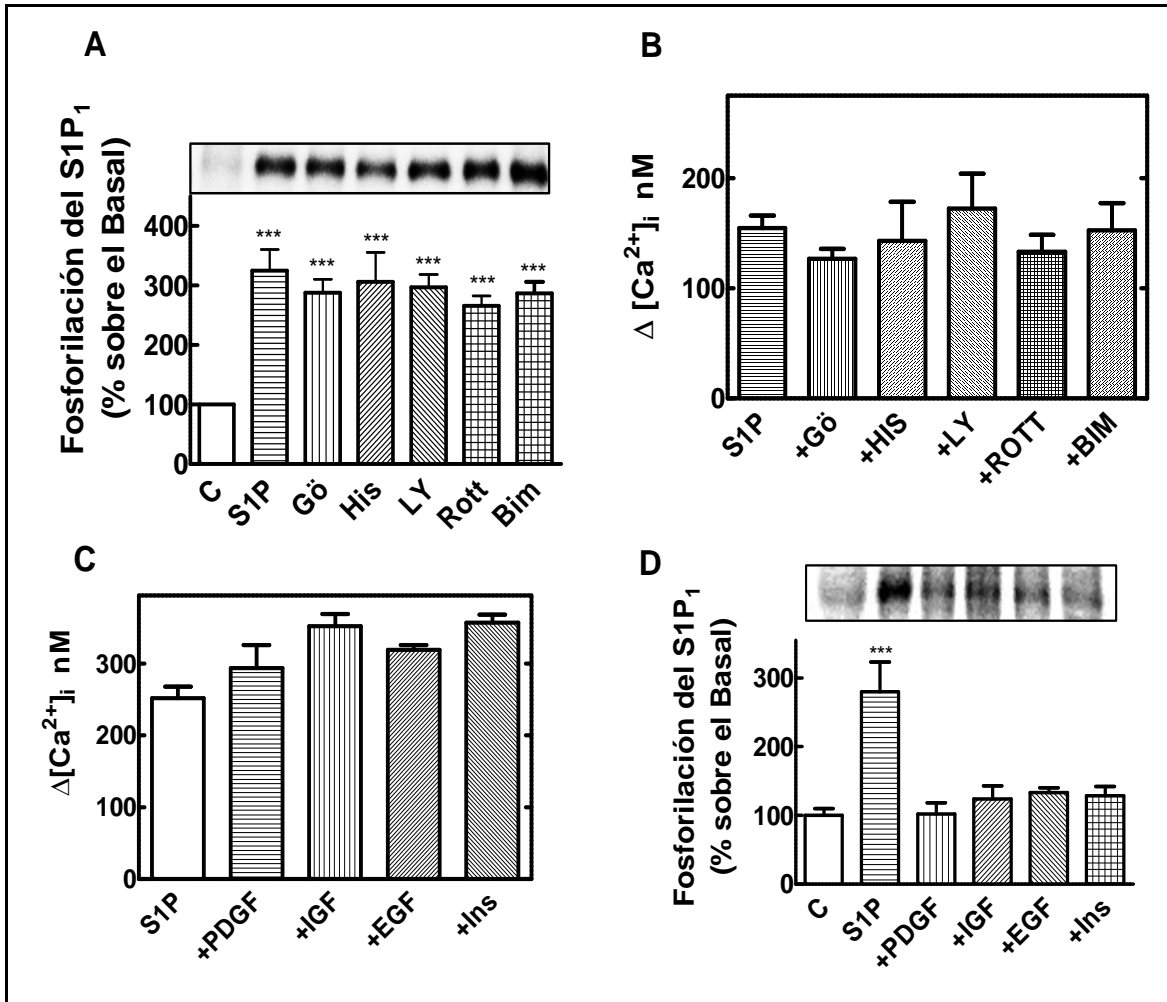 A
Fosforilación del S1P₁
(% sobre el Basal)
400
300
200
100
0
***
***
***
***
***
***
C
S1P
Gö
His
LY
Rott
Bim
B
Δ [Ca²⁺]ᵢ nM
200
100
0
S1P
+Gö
+HIS
+LY
+ROTT
+BIM
C
Δ[Ca²⁺]ᵢ nM
300
200
100
0
S1P
+PDGF
+IGF
+EGF
+Ins
D
Fosforilación del S1P₁
(% sobre el Basal)
300
200
100
0
***
C
S1P
+PDGF
+IGF
+EGF
+Ins